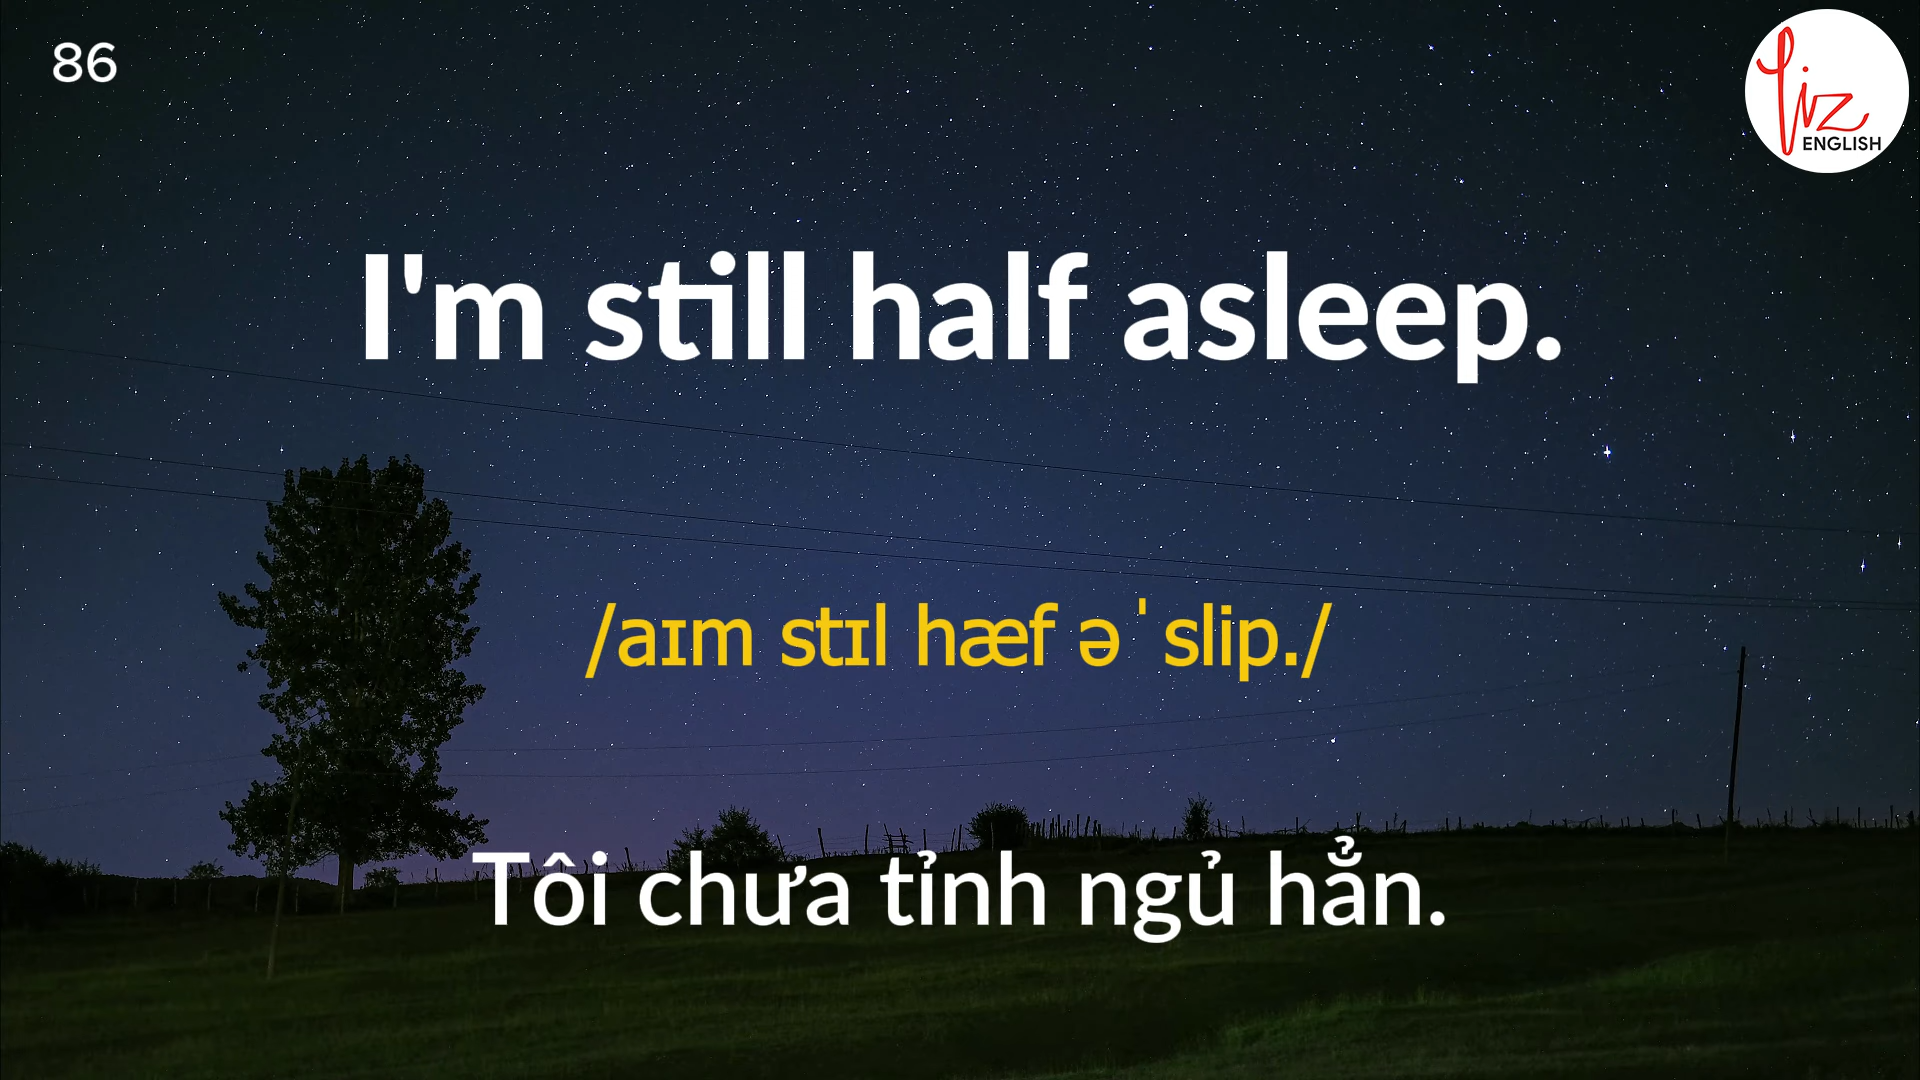 86
Liz
ENGLISH
I'm still half asleep.
/aɪm stɪl hæf əˈslip./
Tôi chưa tỉnh ngủ hẳn.